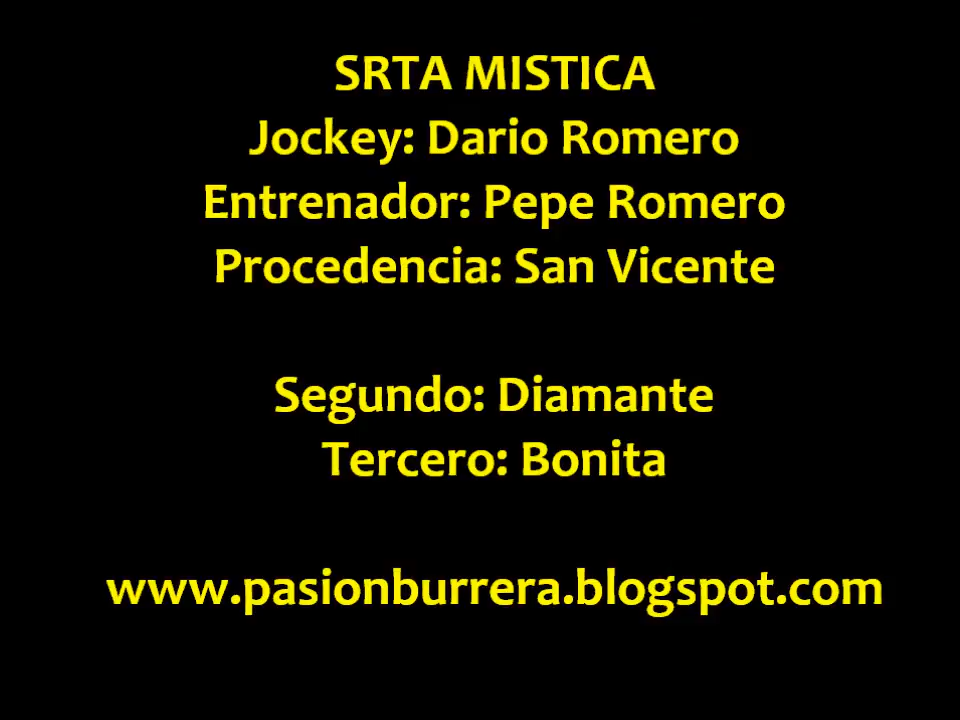 SRTA MISTICA
Jockey: Dario Romero
Entrenador: Pepe Romero
Procedencia: San Vicente
Segundo: Diamante
Tercero: Bonita
www.pasionburrera.blogspot.com